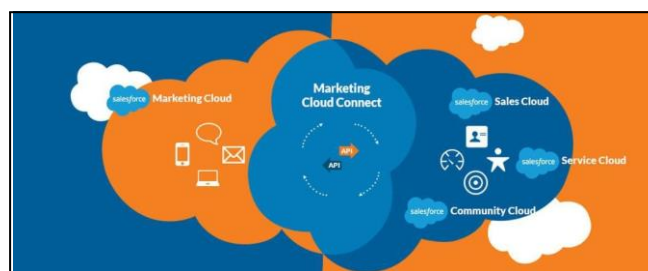 salesforce Marketing Cloud
Marketing
Cloud Connect
API
API
salesforce Sales Cloud
salesforce Service Cloud
salesforce Community Cloud